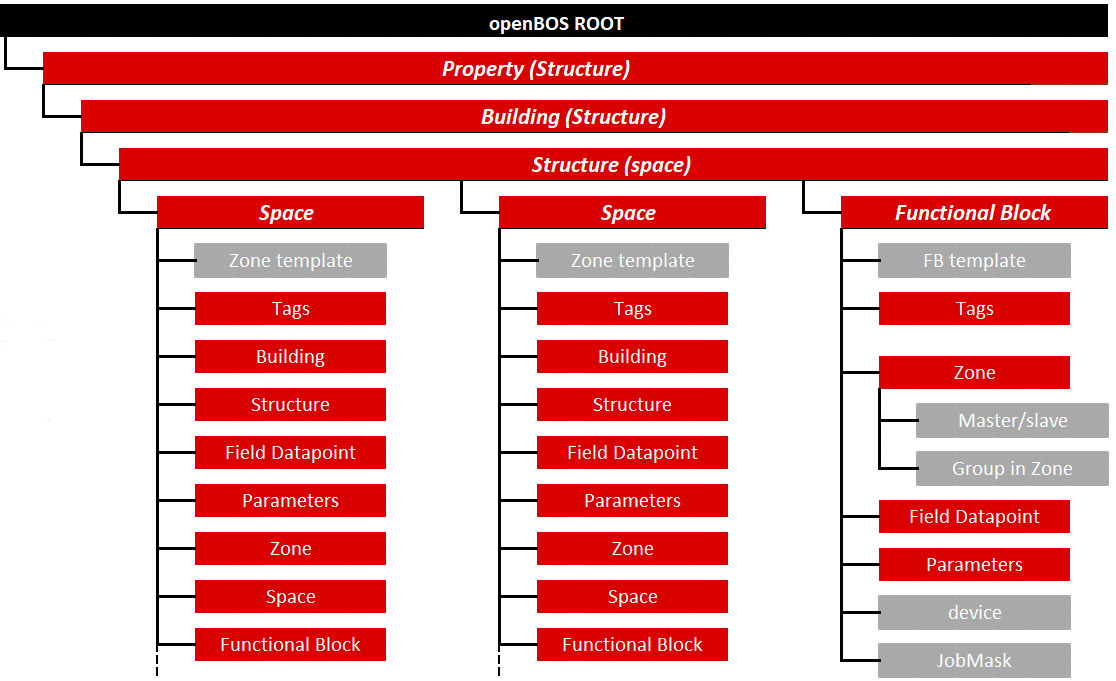 openBOS ROOT
Property (Structure)
Building (Structure)
Structure (space)
Space
Zone template
Tags
Building
Structure
Field Datapoint
Parameters
Zone
Space
Functional Block
Space
Zone template
Tags
Building
Structure
Field Datapoint
Parameters
Zone
Space
Functional Block
Functional Block
FB template
Tags
Zone
Master/slave
Group in Zone
Field Datapoint
Parameters
device
JobMask